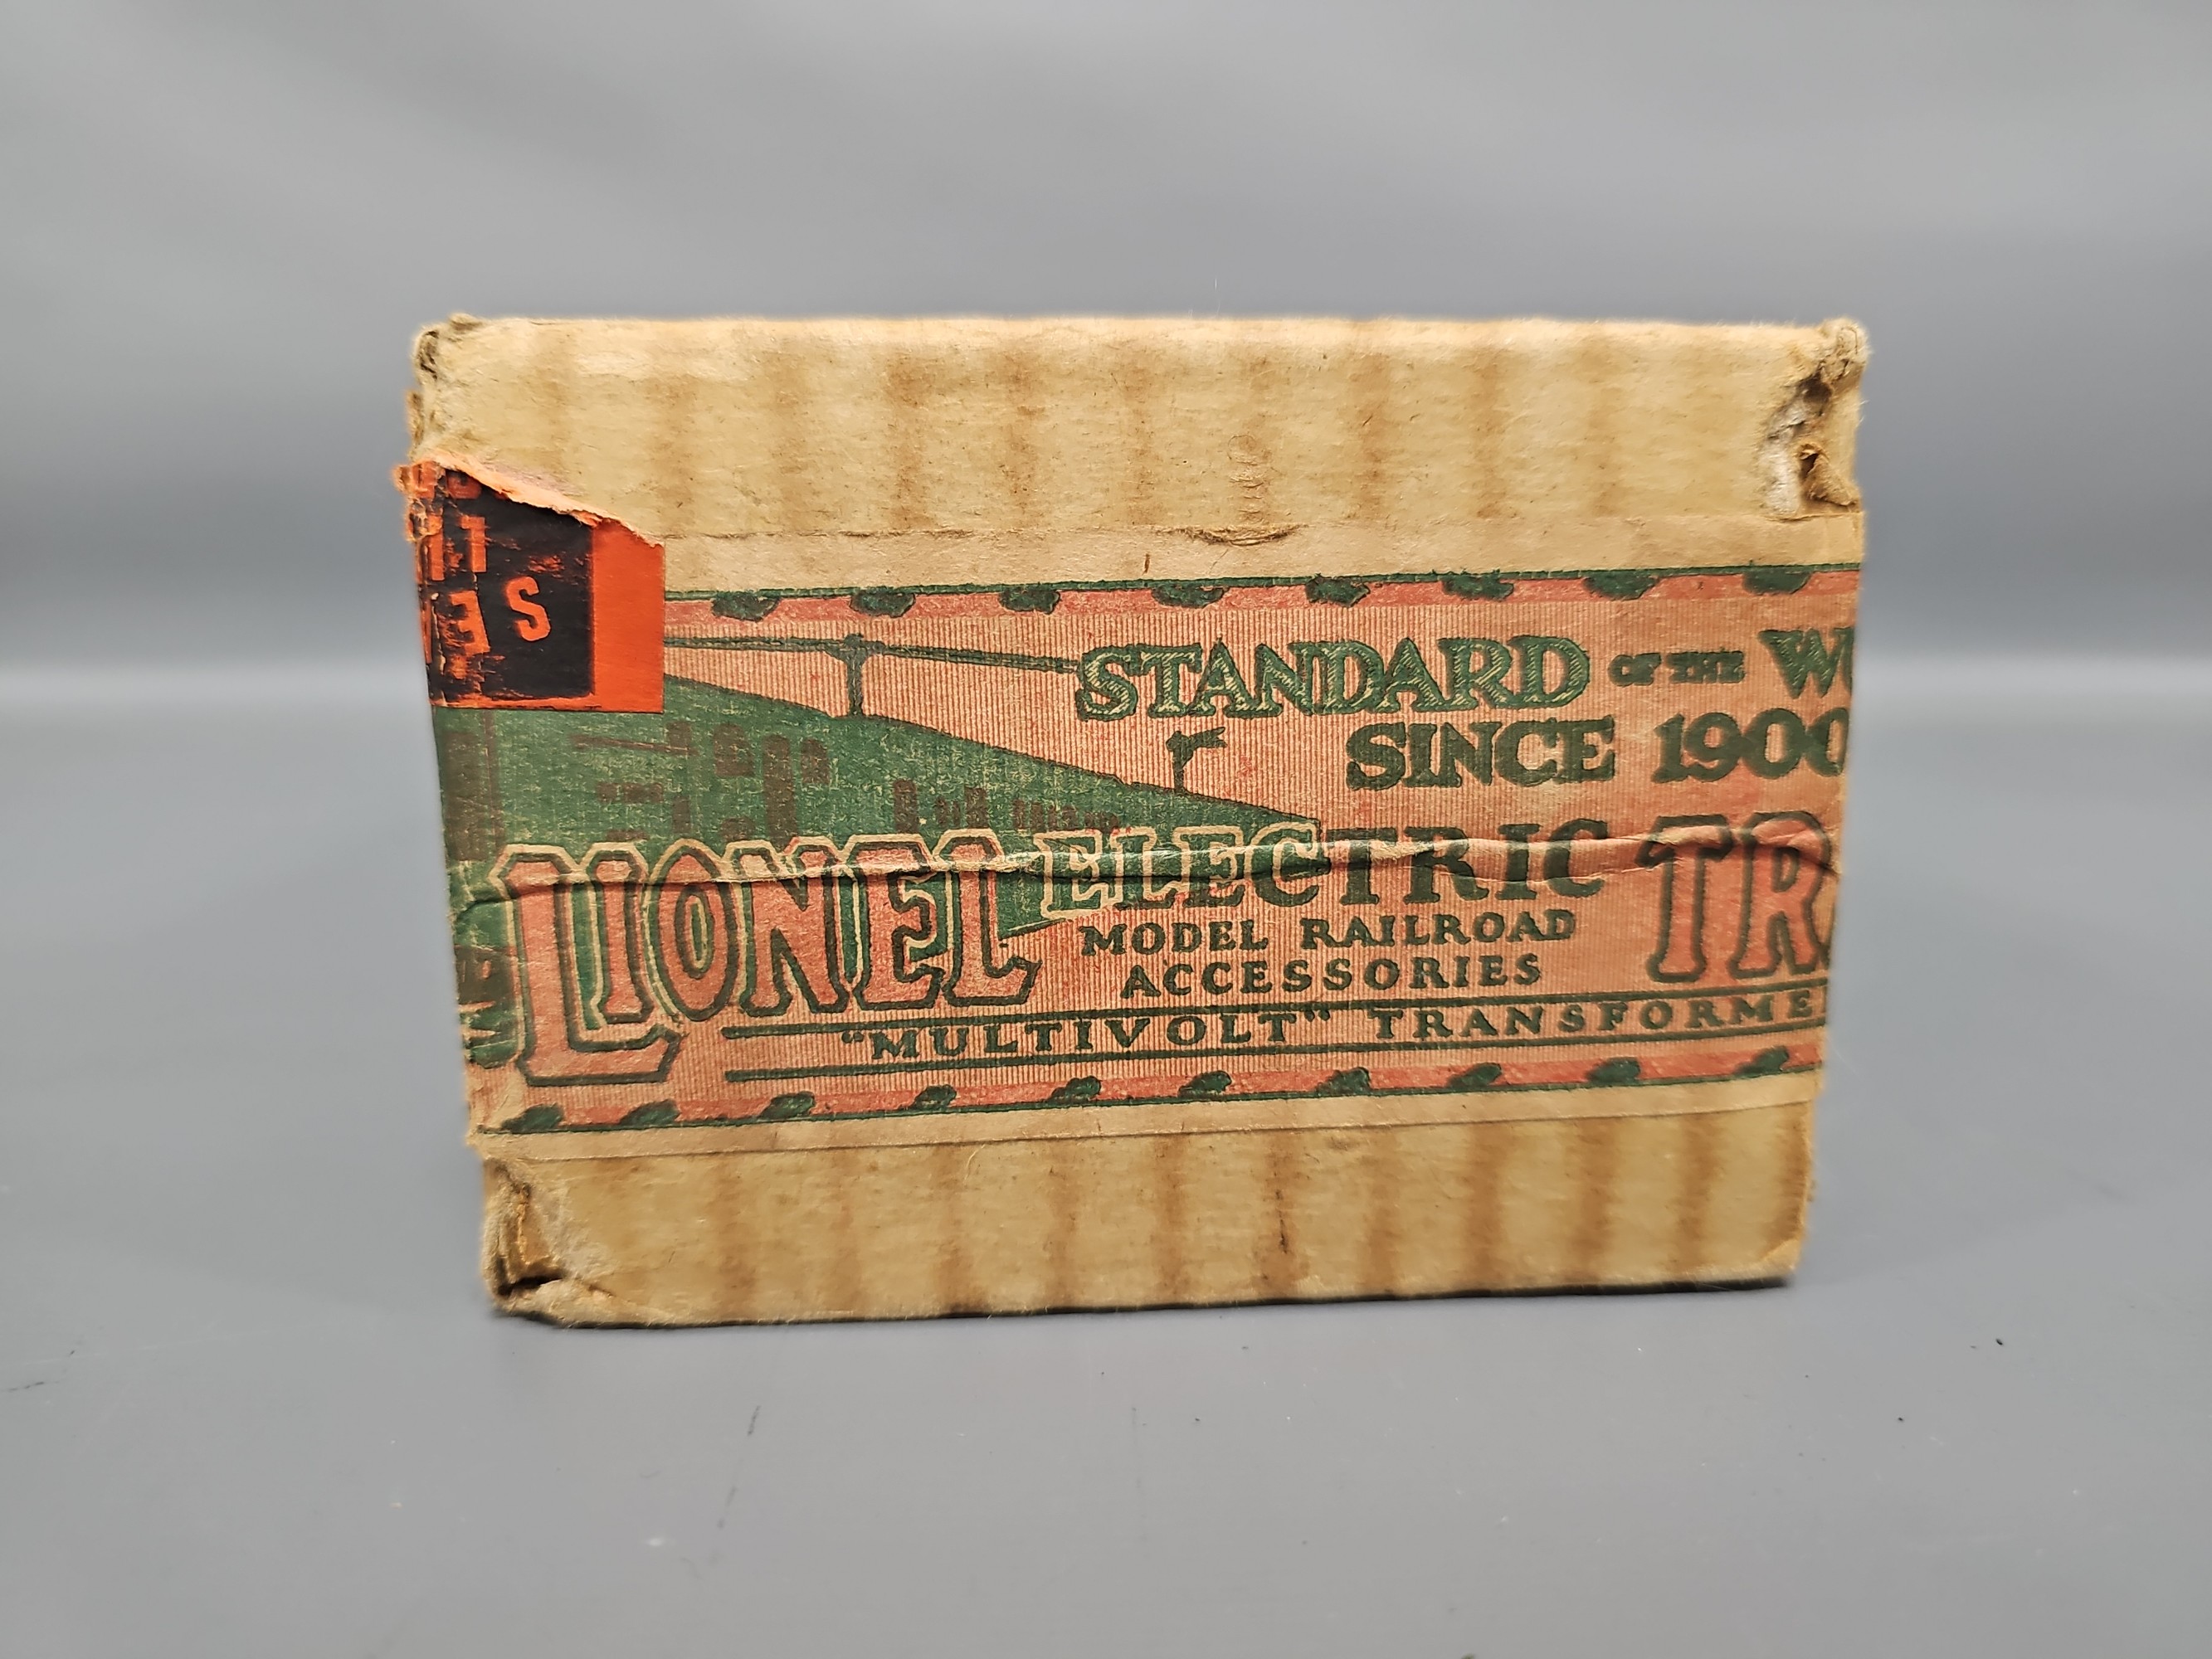 S
STANDARD OF THE
SINCE 1900
LIONEL ELECTRIC TR
MODEL RAILROAD
ACCESSORIES
"MULTIVOLT" TRANSFORME